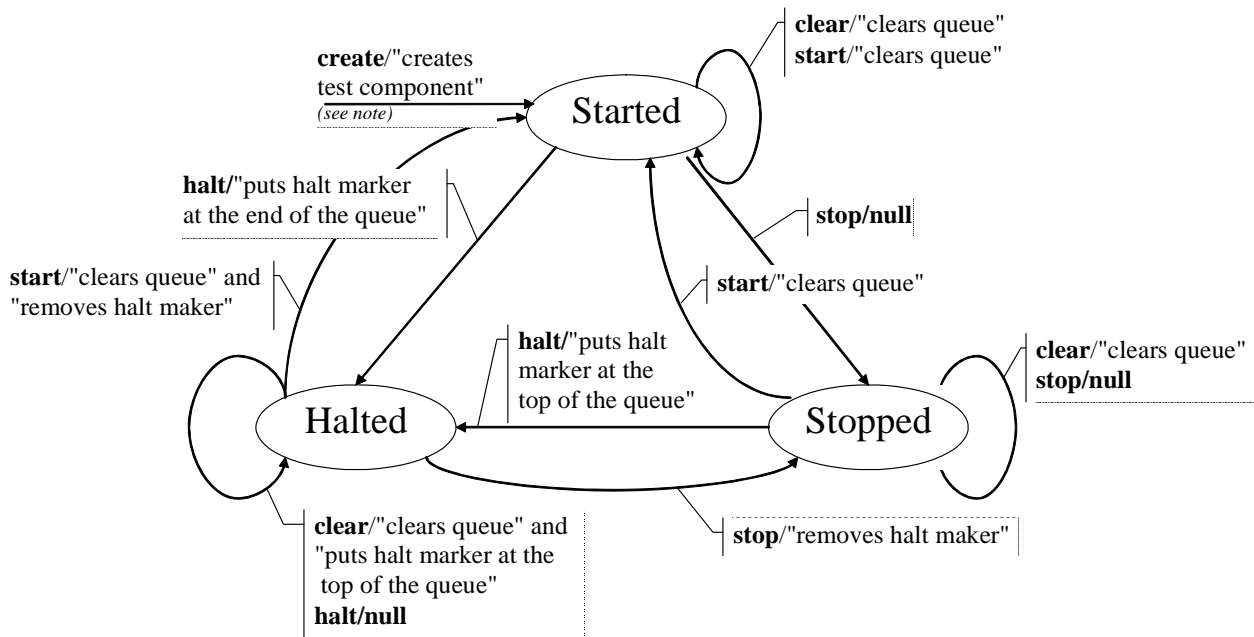 clear/"clears queue"
start/"clears queue"
create/"creates
test component"
(see note)
Started
halt/"puts halt marker
at the end of the queue"
stop/null
start/"clears queue" and
"removes halt maker"
start/"clears queue"
halt/"puts halt
marker at the
top of the queue"
clear/"clears queue"
stop/null
Halted
Stopped
clear/"clears queue" and
"puts halt marker at the
top of the queue"
halt/null
stop/"removes halt maker"